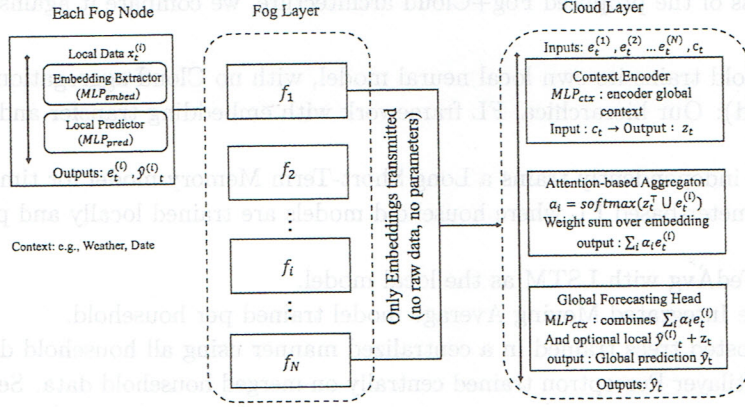 Each Fog Node
Local Data x_t^(i)
Embedding Extractor
(MLP_embed)
Local Predictor
(MLP_pred)
Outputs: e_t^(i), ŷ^(i)_t
Context: e.g., Weather, Date
Fog Layer
f_1
f_2
f_i
f_N
Only Embeddings transmitted
(no raw data, no parameters)
Cloud Layer
Inputs: e_t^(1), e_t^(2) ... e_t^(N), c_t
Context Encoder
MLP_ctx : encoder global
context
Input : c_t → Output : z_t
Attention-based Aggregator
a_i = softmax(z_t^T U e_t^(i))
Weight sum over embedding
output : ∑_i α_i e_t^(i)
Global Forecasting Head
MLP_ctx : combines ∑_i α_i e_t^(i)
And optional local ŷ^(i)_t + z_t
output : Global prediction ŷ_t
Outputs: ŷ_t